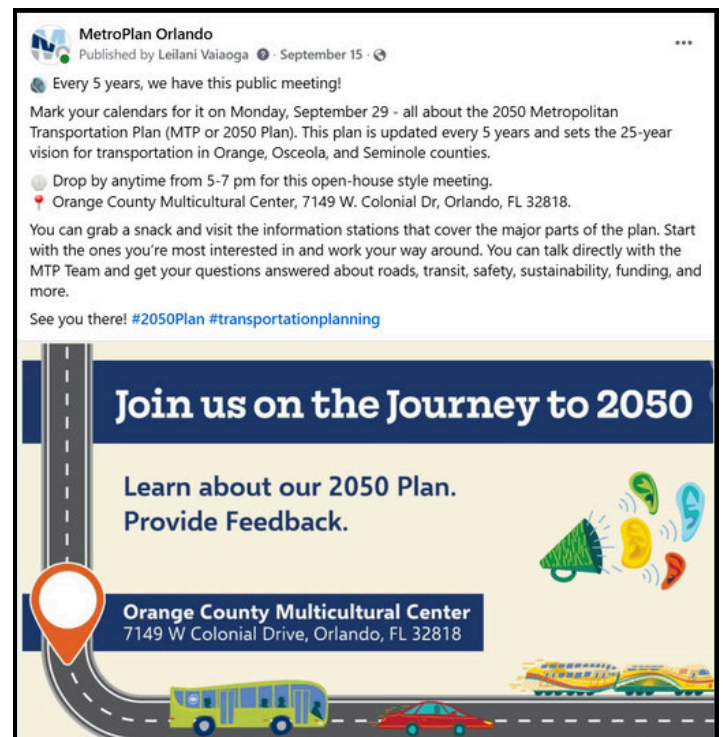 MetroPlan Orlando
Published by Leilani Vaiaoga · September 15 ·
Every 5 years, we have this public meeting!
Mark your calendars for it on Monday, September 29 - all about the 2050 Metropolitan
Transportation Plan (MTP or 2050 Plan). This plan is updated every 5 years and sets the 25-year
vision for transportation in Orange, Osceola, and Seminole counties.
Drop by anytime from 5-7 pm for this open-house style meeting.
Orange County Multicultural Center, 7149 W. Colonial Dr, Orlando, FL 32818.
You can grab a snack and visit the information stations that cover the major parts of the plan. Start
with the ones you're most interested in and work your way around. You can talk directly with the
MTP Team and get your questions answered about roads, transit, safety, sustainability, funding, and
more.
See you there! #2050Plan #transportationplanning
Join us on the Journey to 2050
Learn about our 2050 Plan.
Provide Feedback.
Orange County Multicultural Center
7149 W Colonial Drive, Orlando, FL 32818